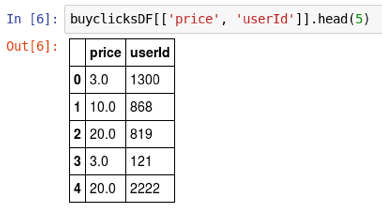 In [6]: buyclicksDF[['price', 'userId']].head(5)
Out[6]:
price userId
0 3.0 1300
1 10.0 868
2 20.0 819
3 3.0 121
4 20.0 2222